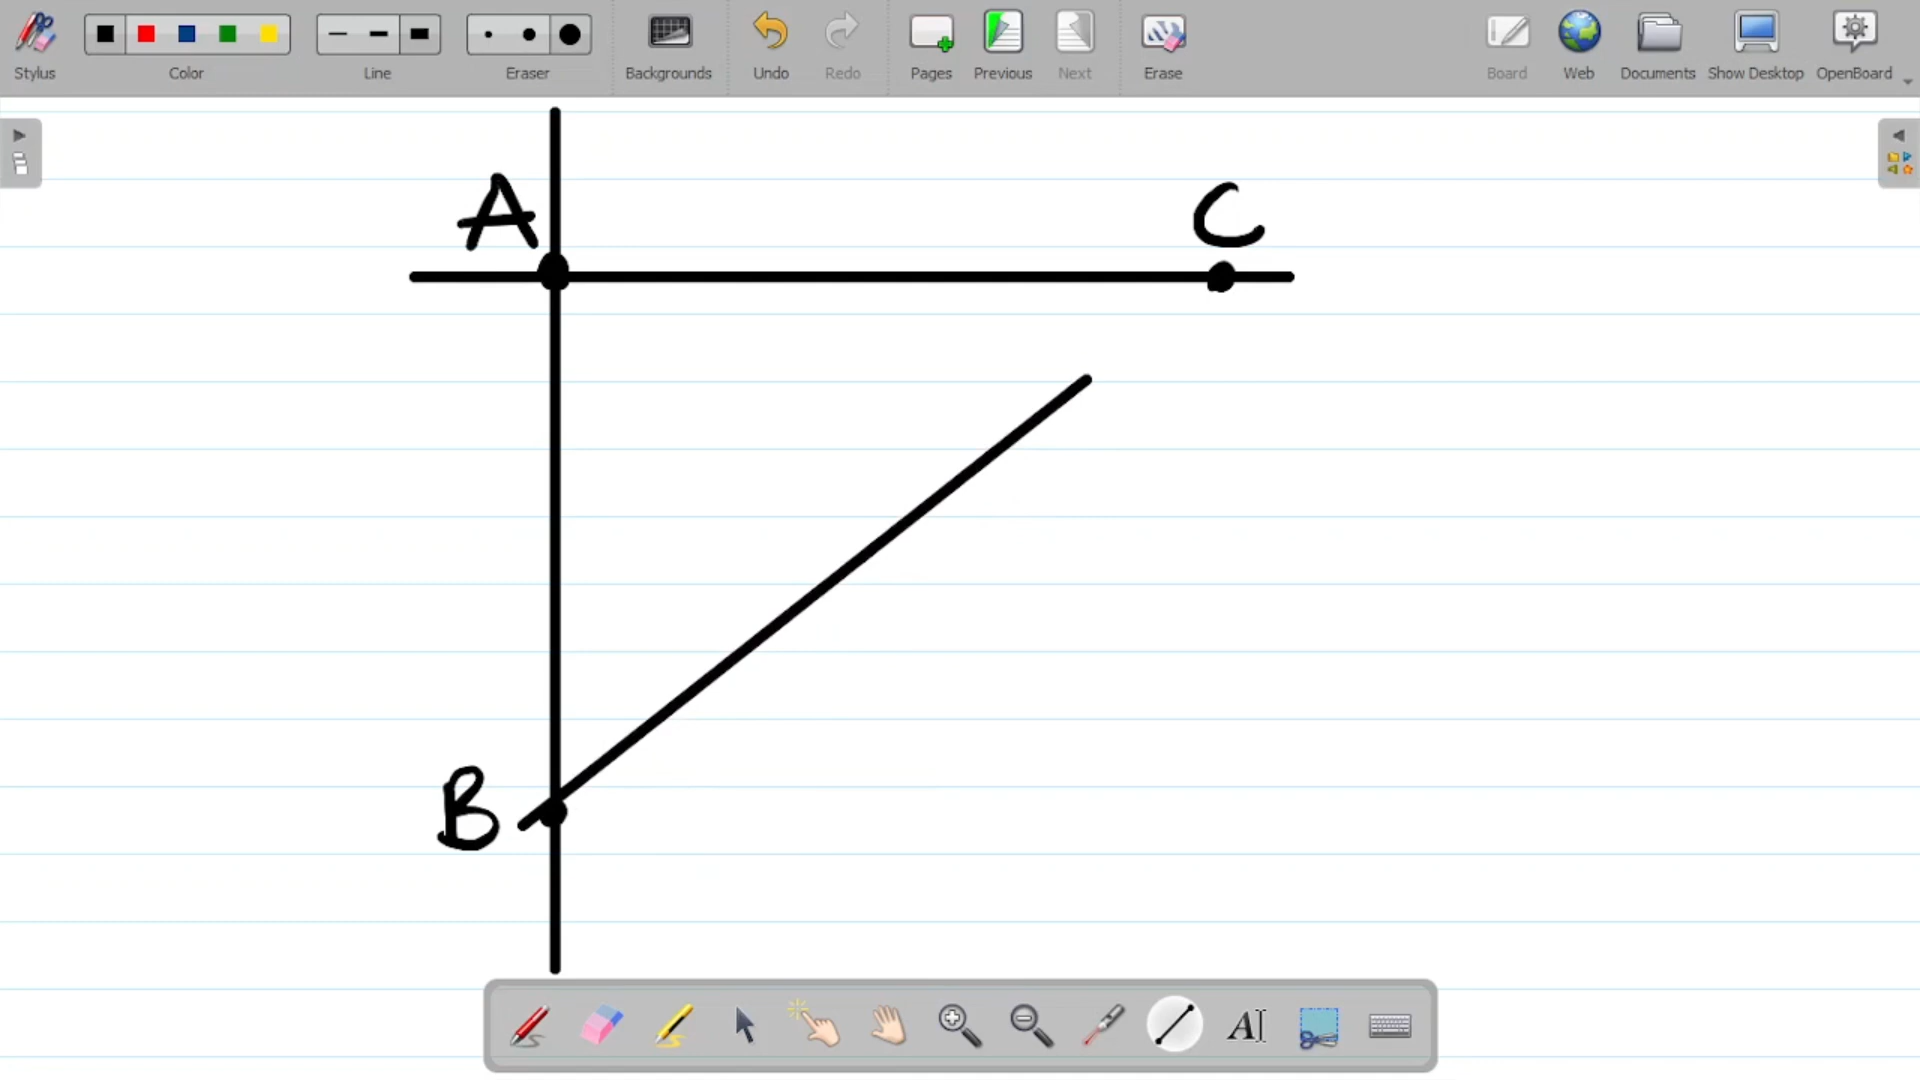 Stylus Color Line Eraser Backgrounds Undo Redo Pages Previous Next Erase Board Web Documents Show Desktop OpenBoard
A C
B